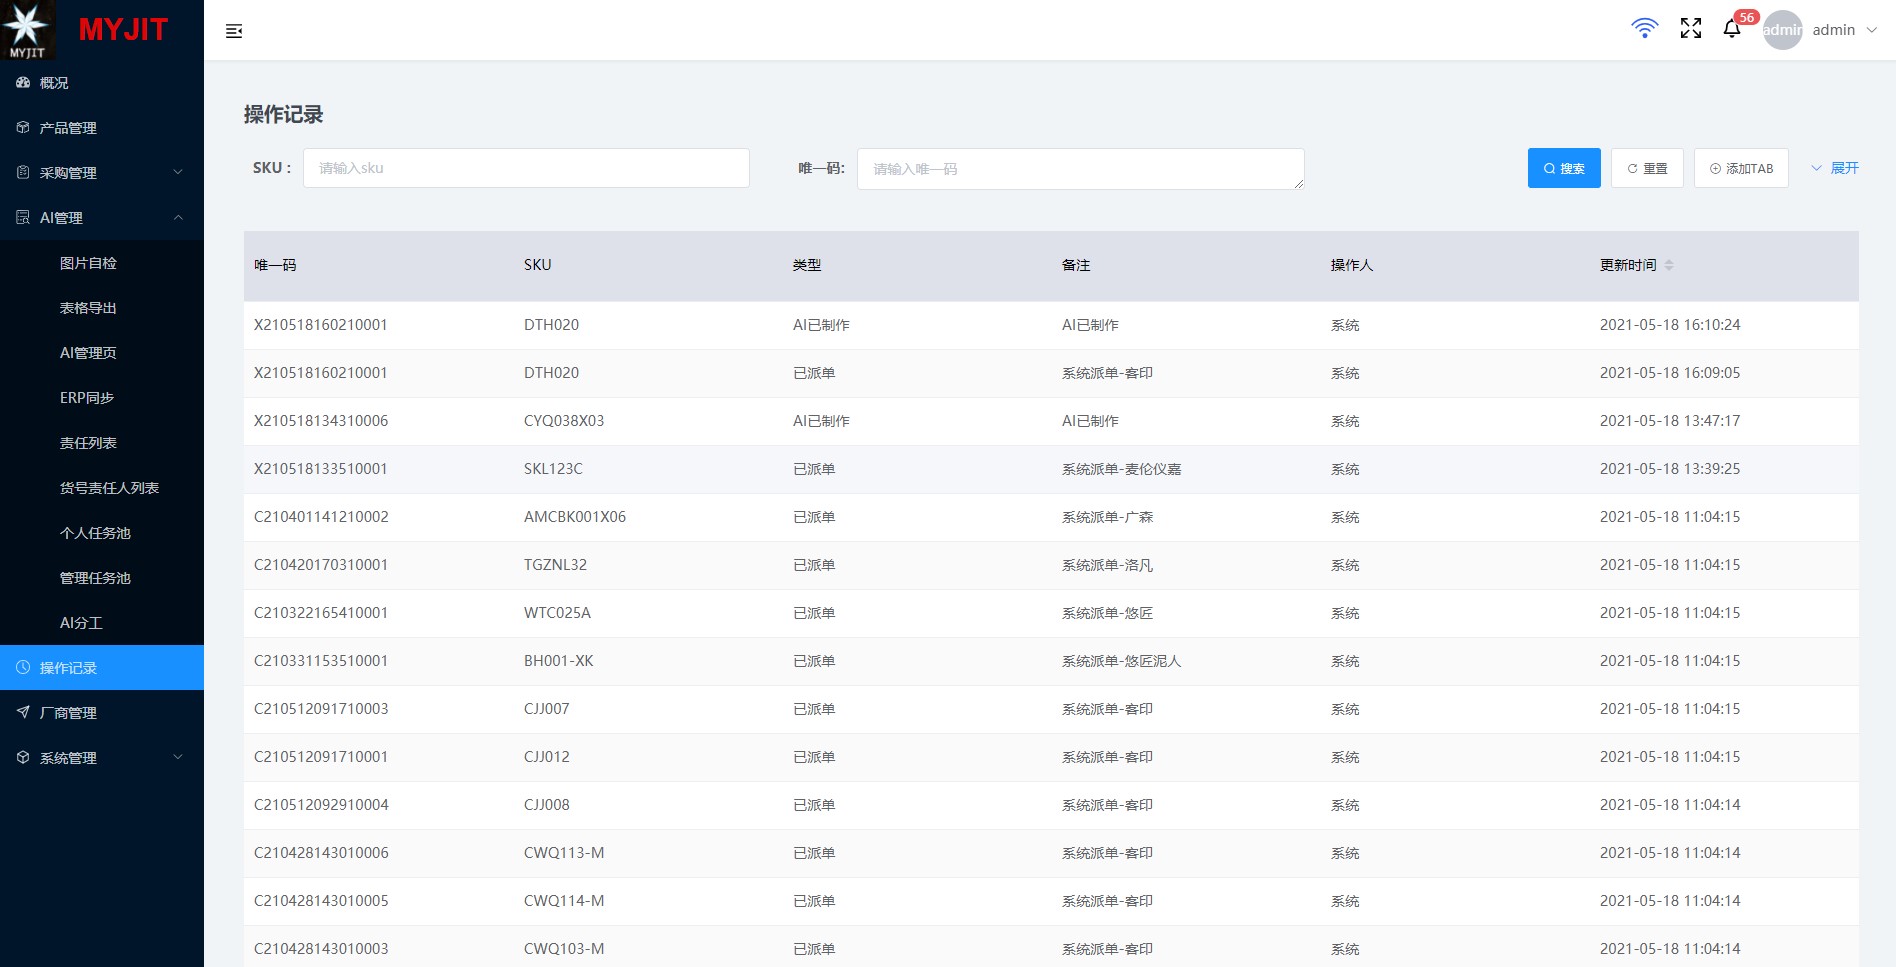 MYJIT
MYJIT
56
admin
admin
概况
产品管理
采购管理
AI管理
图片自检
表格导出
AI管理页
ERP同步
责任列表
货号责任人列表
个人任务池
管理任务池
AI分工
操作记录
厂商管理
系统管理
操作记录
SKU : 请输入sku 唯一码: 请输入唯一码 搜索 重置 添加TAB 展开
唯一码 SKU 类型 备注 操作人 更新时间
X210518160210001 DTH020 AI已制作 AI已制作 系统 2021-05-18 16:10:24
X210518160210001 DTH020 已派单 系统派单-客印 系统 2021-05-18 16:09:05
X210518134310006 CYQ038X03 AI已制作 AI已制作 系统 2021-05-18 13:47:17
X210518133510001 SKL123C 已派单 系统派单-麦伦仪嘉 系统 2021-05-18 13:39:25
C210401141210002 AMCBK001X06 已派单 系统派单-广森 系统 2021-05-18 11:04:15
C210420170310001 TGZNL32 已派单 系统派单-洛凡 系统 2021-05-18 11:04:15
C210322165410001 WTC025A 已派单 系统派单-悠匠 系统 2021-05-18 11:04:15
C210331153510001 BH001-XK 已派单 系统派单-悠匠泥人 系统 2021-05-18 11:04:15
C210512091710003 CJJ007 已派单 系统派单-客印 系统 2021-05-18 11:04:15
C210512091710001 CJJ012 已派单 系统派单-客印 系统 2021-05-18 11:04:15
C210512092910004 CJJ008 已派单 系统派单-客印 系统 2021-05-18 11:04:14
C210428143010006 CWQ113-M 已派单 系统派单-客印 系统 2021-05-18 11:04:14
C210428143010005 CWQ114-M 已派单 系统派单-客印 系统 2021-05-18 11:04:14
C210428143010003 CWQ103-M 已派单 系统派单-客印 系统 2021-05-18 11:04:14